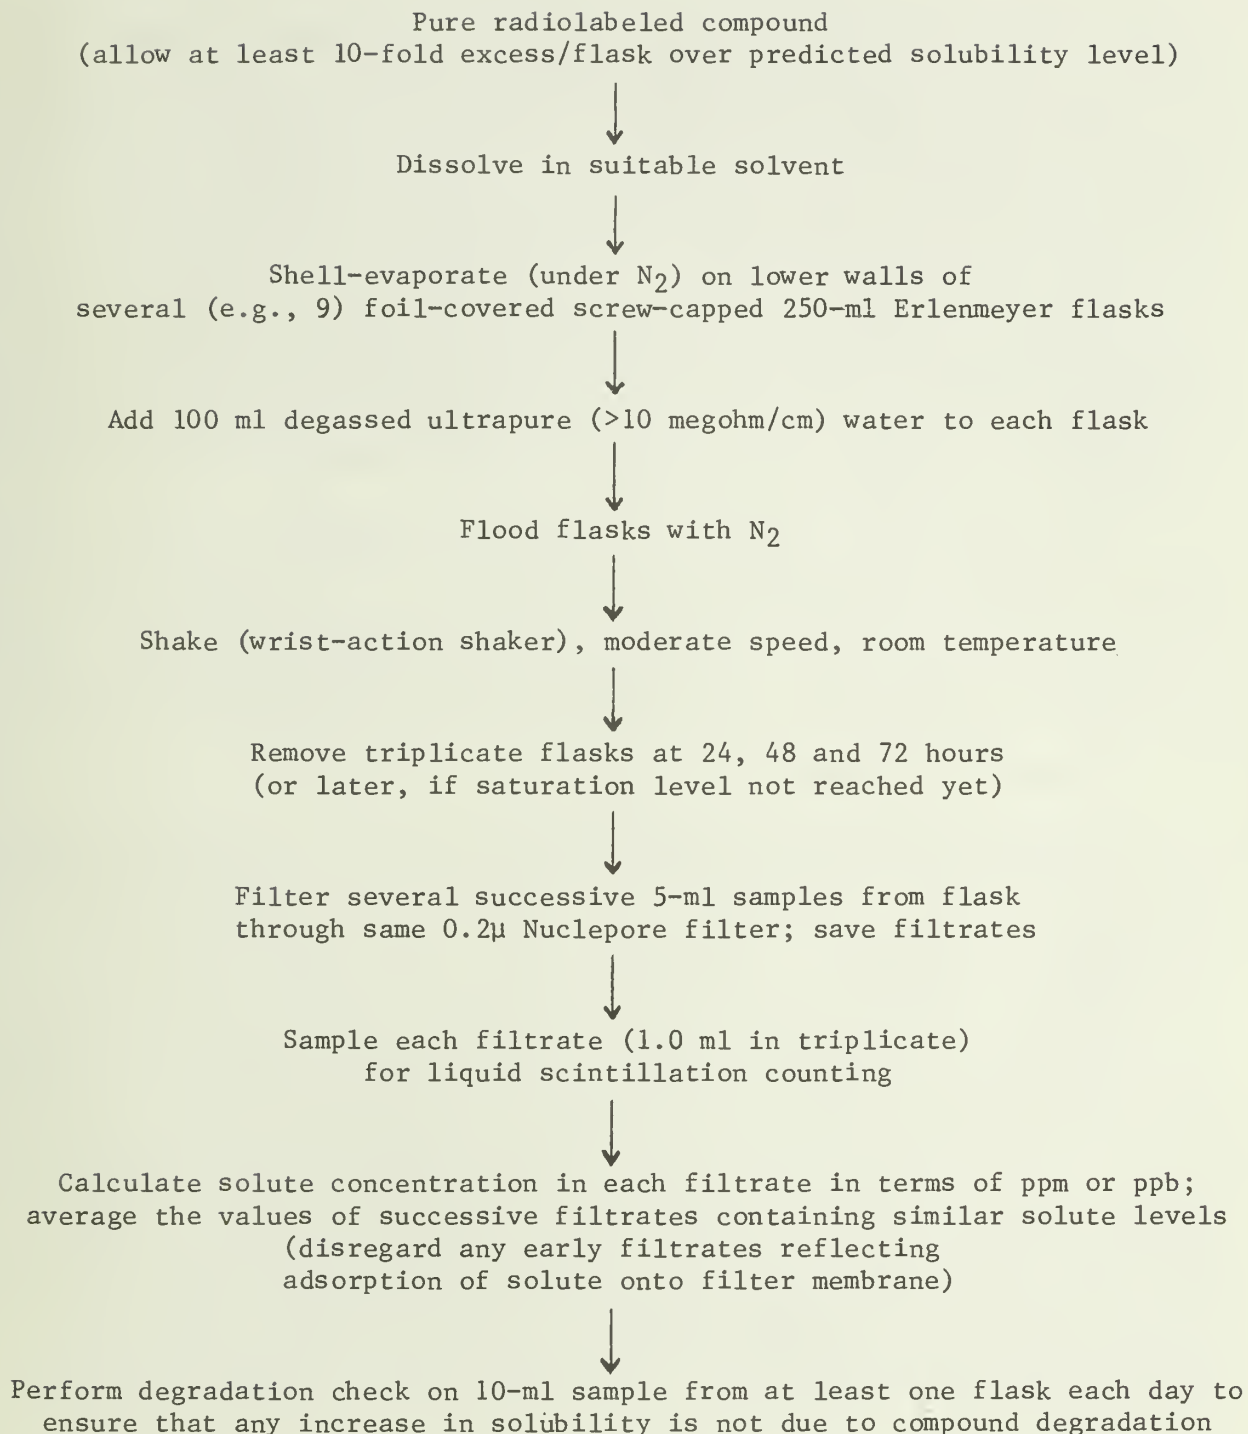 Pure radiolabeled compound
(allow at least 10-fold excess/flask over predicted solubility level)
Dissolve in suitable solvent
Shell-evaporate (under N₂) on lower walls of
several (e.g., 9) foil-covered screw-capped 250-ml Erlenmeyer flasks
Add 100 ml degassed ultrapure (>10 megohm/cm) water to each flask
Flood flasks with N₂
Shake (wrist-action shaker), moderate speed, room temperature
Remove triplicate flasks at 24, 48 and 72 hours
(or later, if saturation level not reached yet)
Filter several successive 5-ml samples from flask
through same 0.2μ Nuclepore filter; save filtrates
Sample each filtrate (1.0 ml in triplicate)
for liquid scintillation counting
Calculate solute concentration in each filtrate in terms of ppm or ppb;
average the values of successive filtrates containing similar solute levels
(disregard any early filtrates reflecting
adsorption of solute onto filter membrane)
Perform degradation check on 10-ml sample from at least one flask each day to
ensure that any increase in solubility is not due to compound degradation